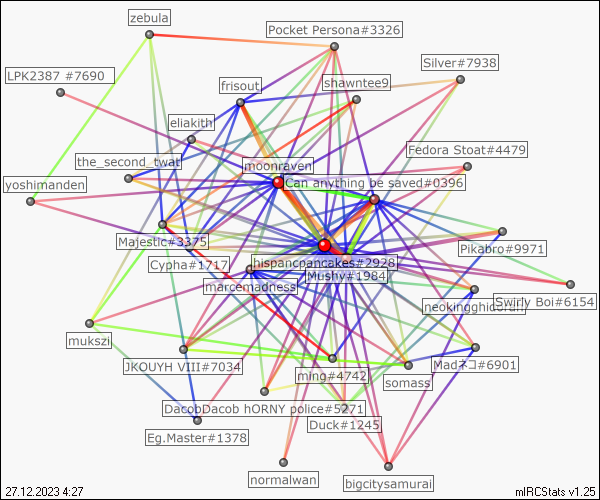 zebula
Pocket Persona#3326
Silver#7938
LPK2387 #7690
frisout
shawntee9
eliakith
Fedora Stoat#4479
the_second_twat
moonraven
Can anything be saved#0396
yoshimanden
Majestic#3375
Pikabro#9971
Cypha#1717
hispancpancakes#2928
Mushy#1984
marcemadness
neokingghidorah
Swirly Boi#6154
mukszi
JKOUYH VIII#7034
ming#4742
Madネコ#6901
somass
DacobDacob hORNY police#5271
Duck#1245
Eg.Master#1378
normalwan
bigcitysamurai
27.12.2023 4:27
mIRCStats v1.25